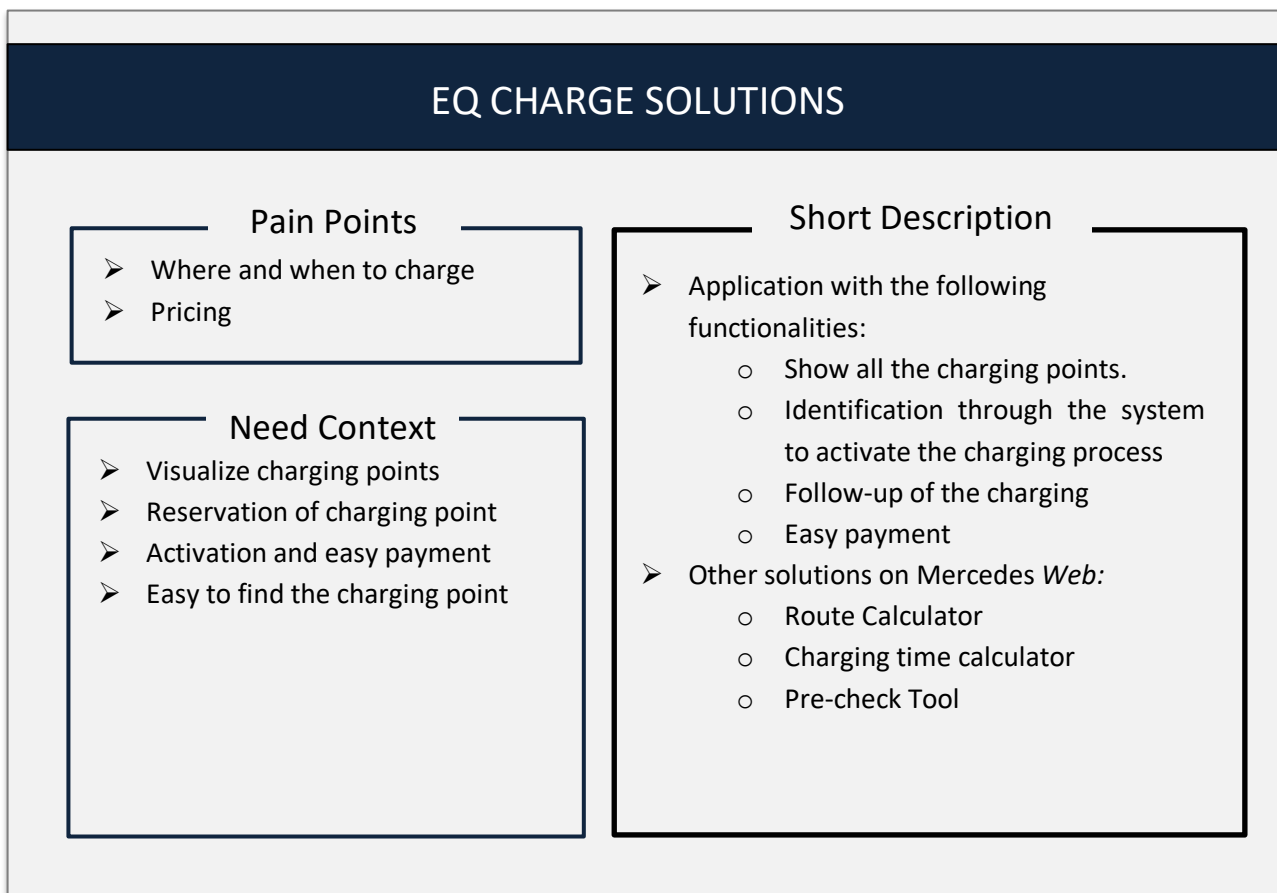 EQ CHARGE SOLUTIONS
Pain Points
➢ Where and when to charge
➢ Pricing
Need Context
➢ Visualize charging points
➢ Reservation of charging point
➢ Activation and easy payment
➢ Easy to find the charging point
Short Description
➢ Application with the following
functionalities:
o Show all the charging points.
o Identification through the system
to activate the charging process
o Follow-up of the charging
o Easy payment
➢ Other solutions on Mercedes Web:
o Route Calculator
o Charging time calculator
o Pre-check Tool